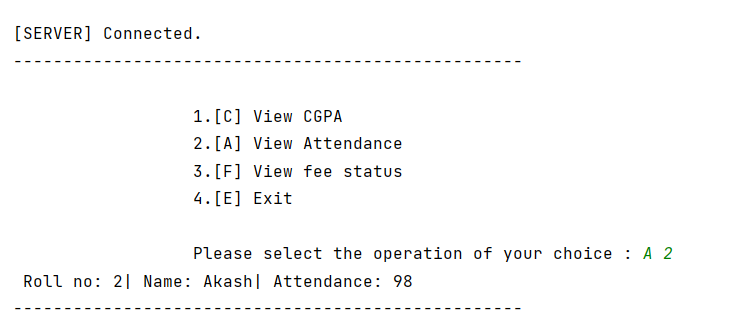 [SERVER] Connected.
---------------------------------------------------
1.[C] View CGPA
2.[A] View Attendance
3.[F] View fee status
4.[E] Exit
Please select the operation of your choice : A 2
Roll no: 2| Name: Akash| Attendance: 98
---------------------------------------------------